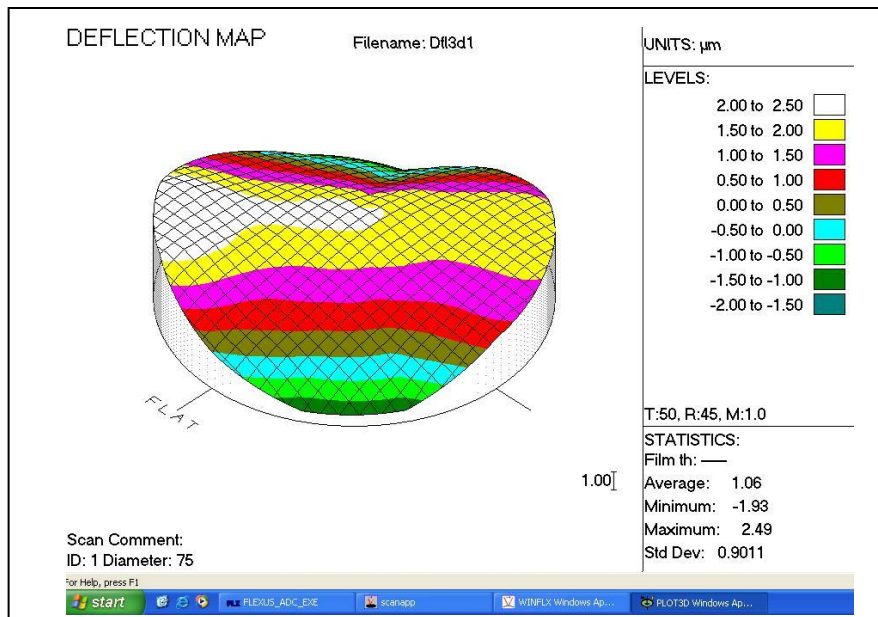 DEFLECTION MAP
Filename: Dfl3d1
UNITS: µm
LEVELS:
2.00 to 2.50
1.50 to 2.00
1.00 to 1.50
0.50 to 1.00
0.00 to 0.50
-0.50 to 0.00
-1.00 to -0.50
-1.50 to -1.00
-2.00 to -1.50
FLAT
T:50, R:45, M:1.0
STATISTICS:
Film th: ----
Average: 1.06
Minimum: -1.93
Maximum: 2.49
Std Dev: 0.9011
1.00
Scan Comment:
ID: 1 Diameter: 75
For Help, press F1
start
FLX FLEXUS_ADC_EXE
scanapp
WINFLX Windows Ap...
PLOT3D Windows Ap...